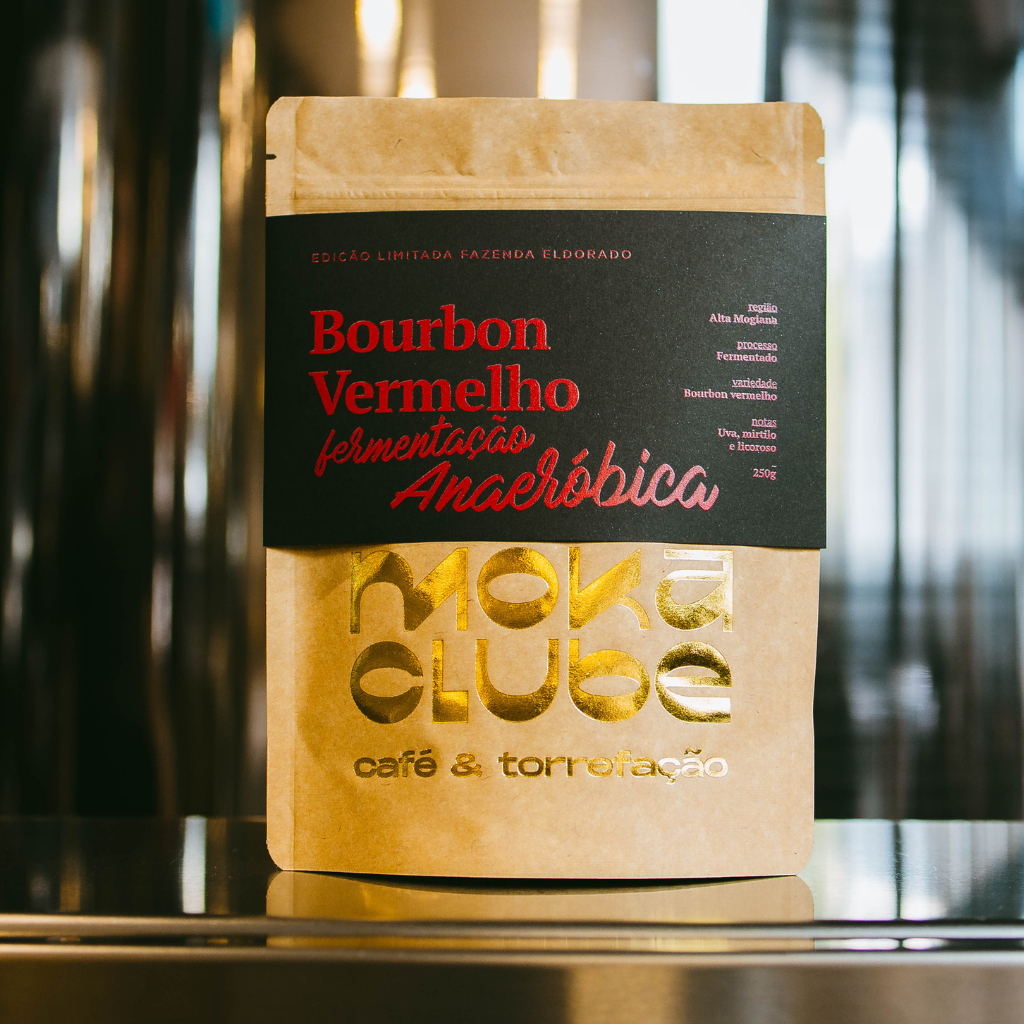 EDIÇÃO LIMITADA FAZENDA ELDORADO
Bourbon
Vermelho
fermentação
Anaeróbica
região
Alta Mogiana
processo
Fermentado
variedade
Bourbon vermelho
notas
Uva, mirtilo
e licoroso
250g
moka
clube
café & torrefação